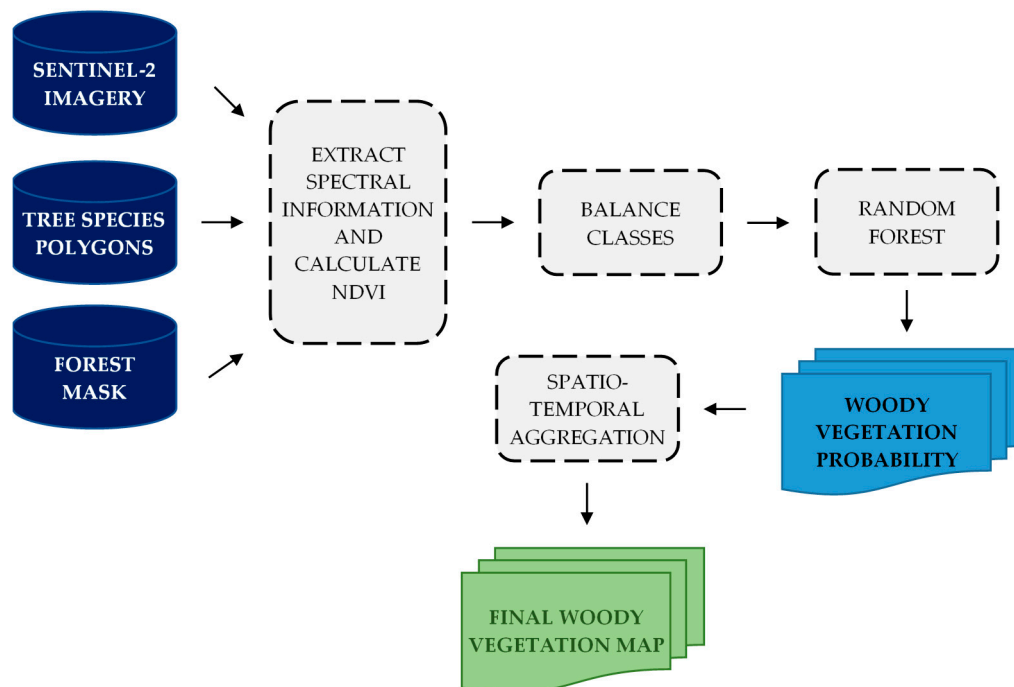 SENTINEL-2
IMAGERY
TREE SPECIES
POLYGONS
FOREST
MASK
EXTRACT
SPECTRAL
INFORMATION
AND
CALCULATE
NDVI
BALANCE
CLASSES
RANDOM
FOREST
WOODY
VEGETATION
PROBABILITY
SPATIO-
TEMPORAL
AGGREGATION
FINAL WOODY
VEGETATION MAP